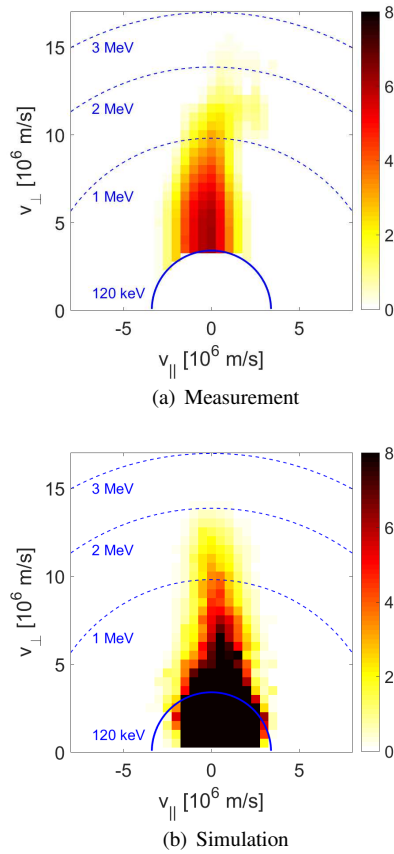 15
10
5
0
v⊥ [10⁶ m/s]
3 MeV
2 MeV
1 MeV
120 keV
-5 0 5
v|| [10⁶ m/s]
8
6
4
2
0
(a) Measurement
15
10
5
0
v⊥ [10⁶ m/s]
3 MeV
2 MeV
1 MeV
120 keV
-5 0 5
v|| [10⁶ m/s]
8
6
4
2
0
(b) Simulation